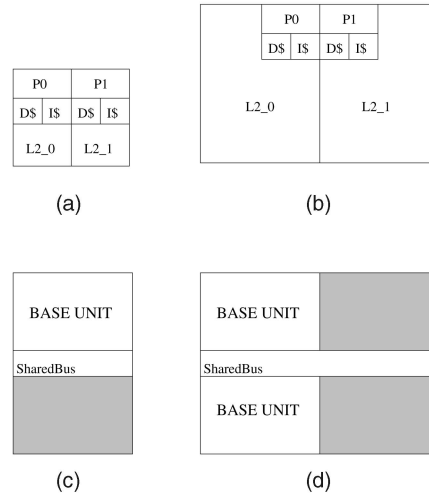 P0 P1
D$ I$ D$ I$
L2_0 L2_1
(a)
P0 P1
D$ I$ D$ I$
L2_0 L2_1
(b)
BASE UNIT
SharedBus
(c)
BASE UNIT
SharedBus
BASE UNIT
(d)